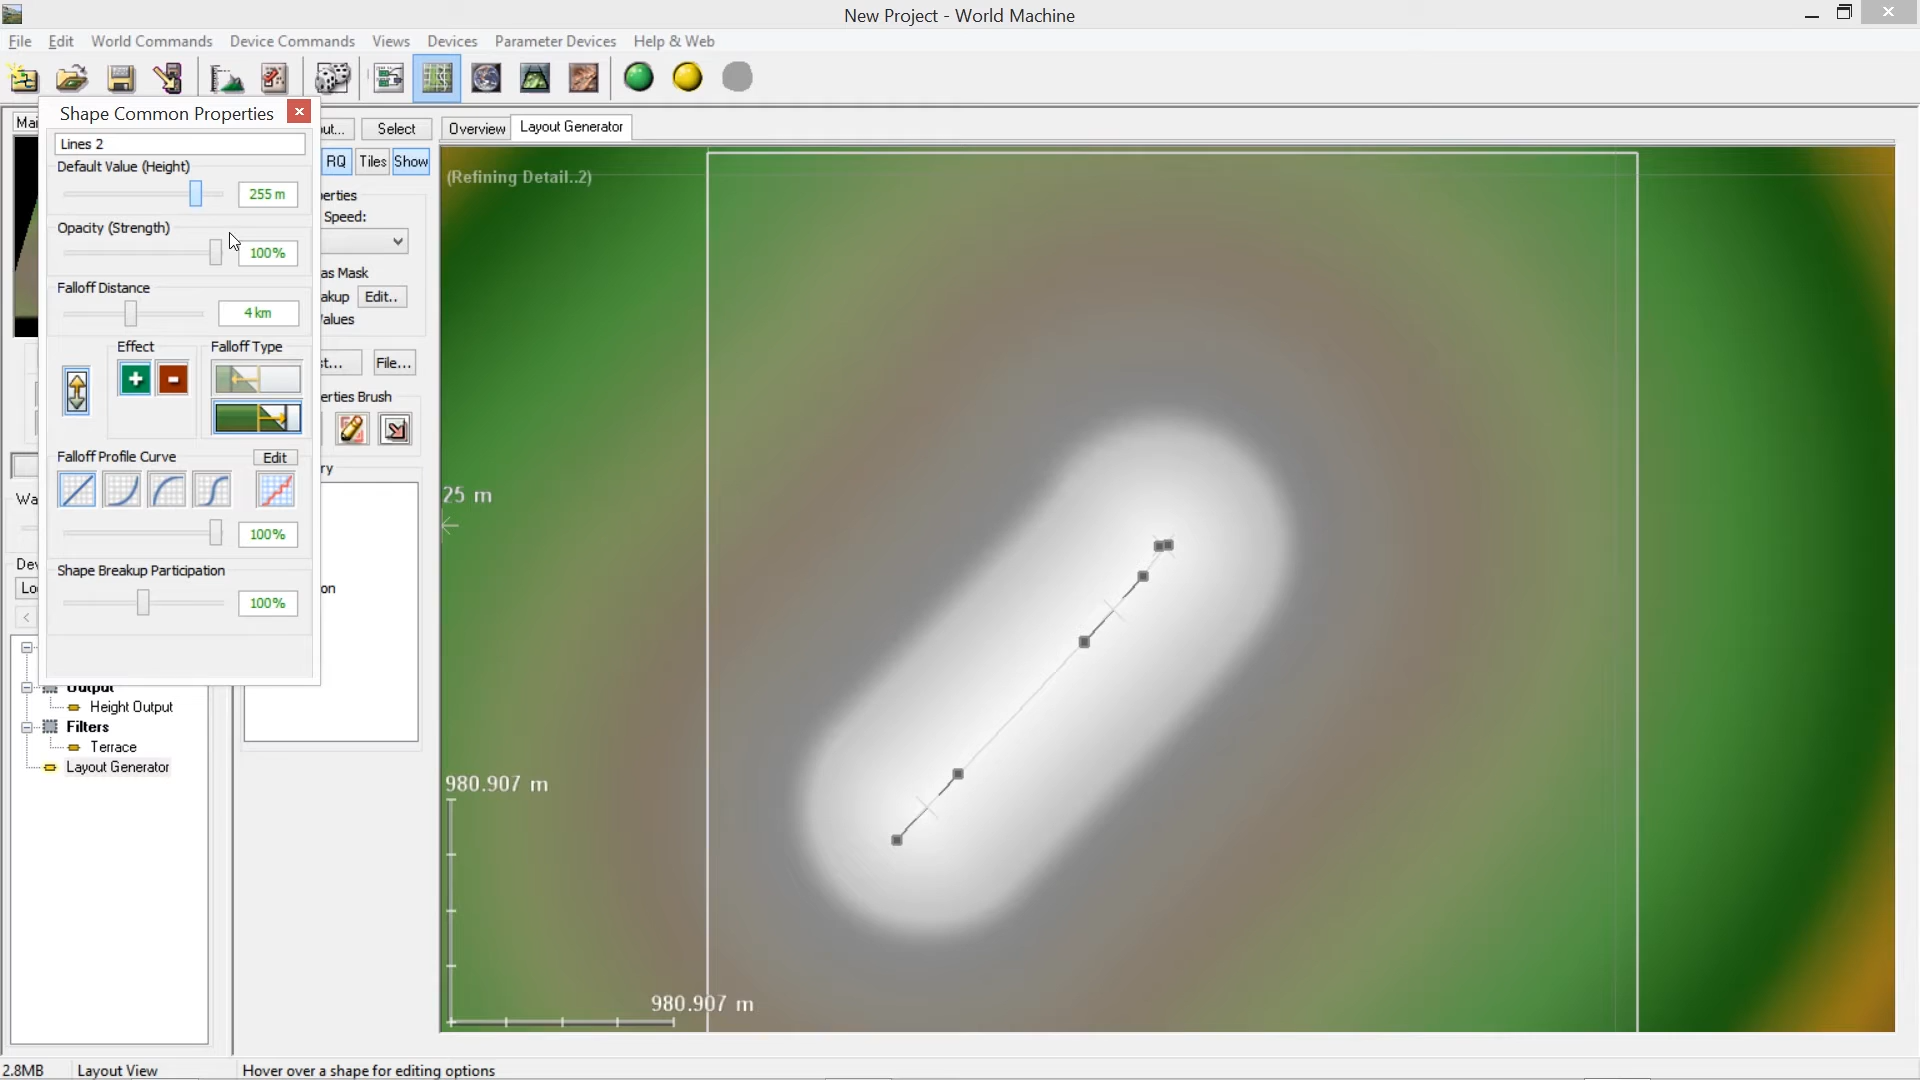 New Project - World Machine
File Edit World Commands Device Commands Views Devices Parameter Devices Help & Web
Shape Common Properties
Select
Overview
Layout Generator
Lines 2
RQ
Tiles
Show
Default Value (Height)
255 m
(Refining Detail..2)
Speed:
Opacity (Strength)
100%
as Mask
Falloff Distance
4 km
Edit..
Effect
Falloff Type
File...
Falloff Profile Curve
Edit
25 m
100%
Shape Breakup Participation
100%
Output
Height Output
Filters
Terrace
Layout Generator
980.907 m
980.907 m
2.8MB
Layout View
Hover over a shape for editing options